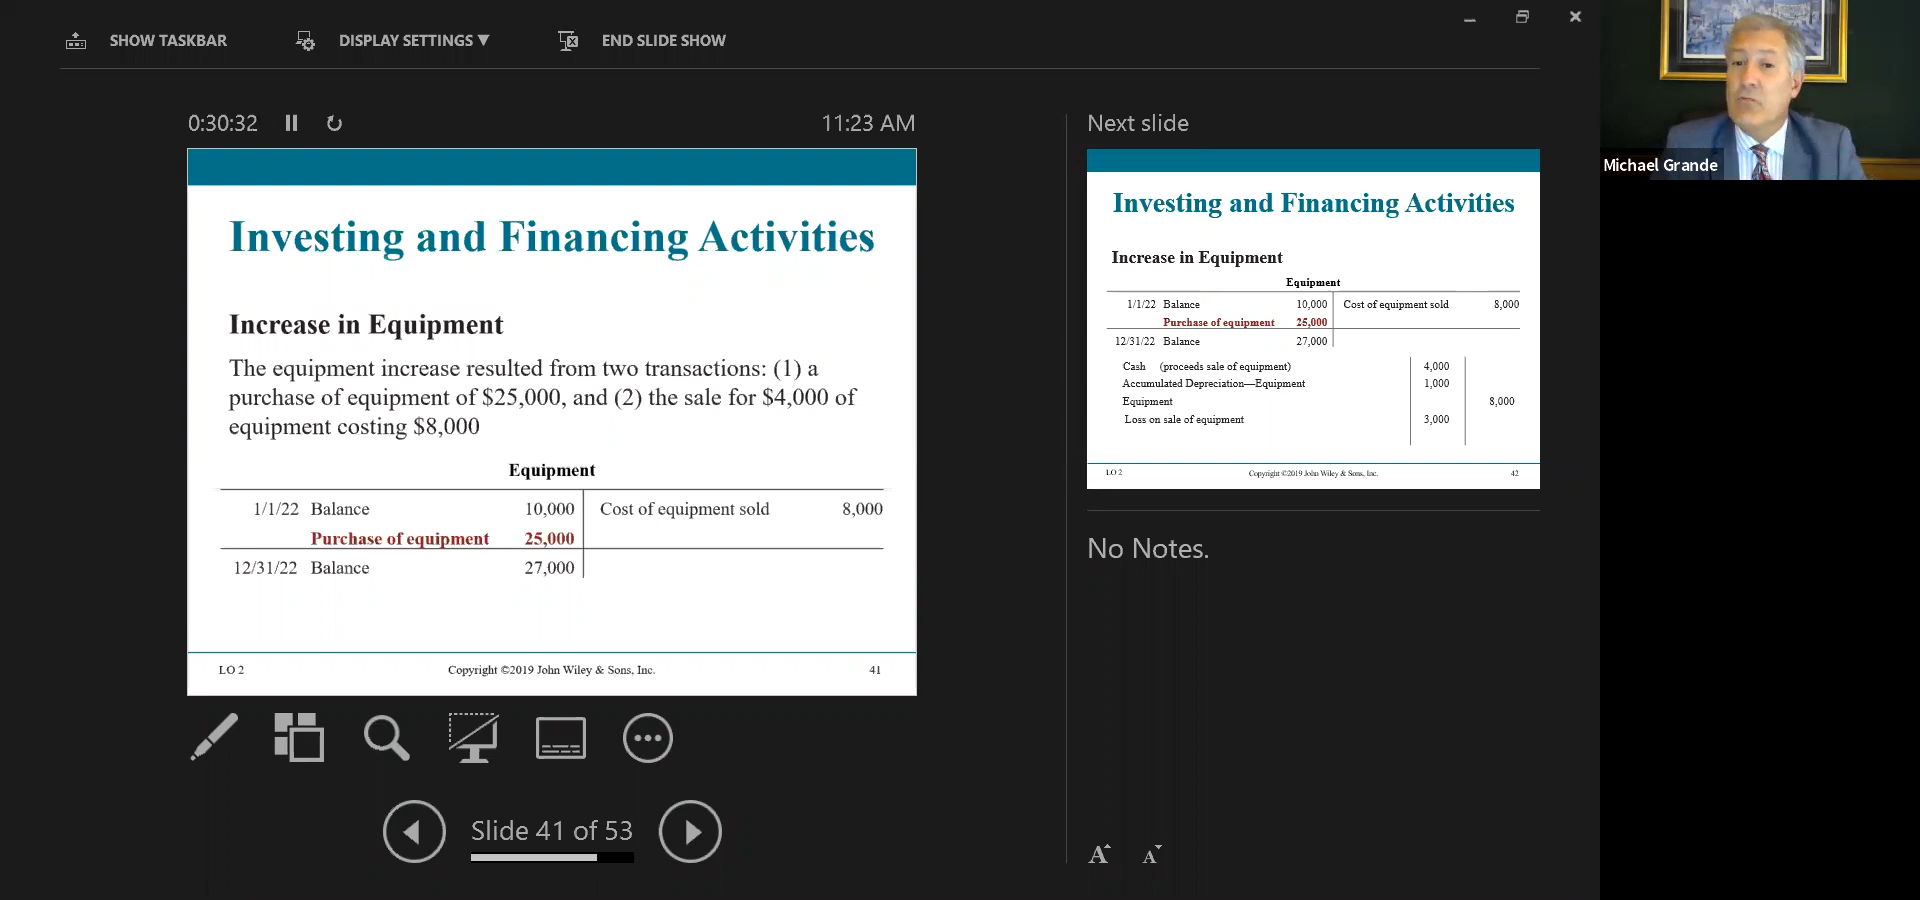 SHOW TASKBAR DISPLAY SETTINGS ▼ END SLIDE SHOW
0:30:32 11:23 AM
Investing and Financing Activities
Increase in Equipment
The equipment increase resulted from two transactions: (1) a
purchase of equipment of $25,000, and (2) the sale for $4,000 of
equipment costing $8,000
Equipment
1/1/22 Balance 10,000 Cost of equipment sold 8,000
Purchase of equipment 25,000
12/31/22 Balance 27,000
LO 2 Copyright ©2019 John Wiley & Sons, Inc. 41
Slide 41 of 53
Next slide
Investing and Financing Activities
Increase in Equipment
Equipment
1/1/22 Balance 10,000 Cost of equipment sold 8,000
Purchase of equipment 25,000
12/31/22 Balance 27,000
Cash (proceeds sale of equipment) 4,000
Accumulated Depreciation—Equipment 1,000
Equipment 8,000
Loss on sale of equipment 3,000
LO 2 Copyright ©2019 John Wiley & Sons, Inc. 42
No Notes.
A A
Michael Grande